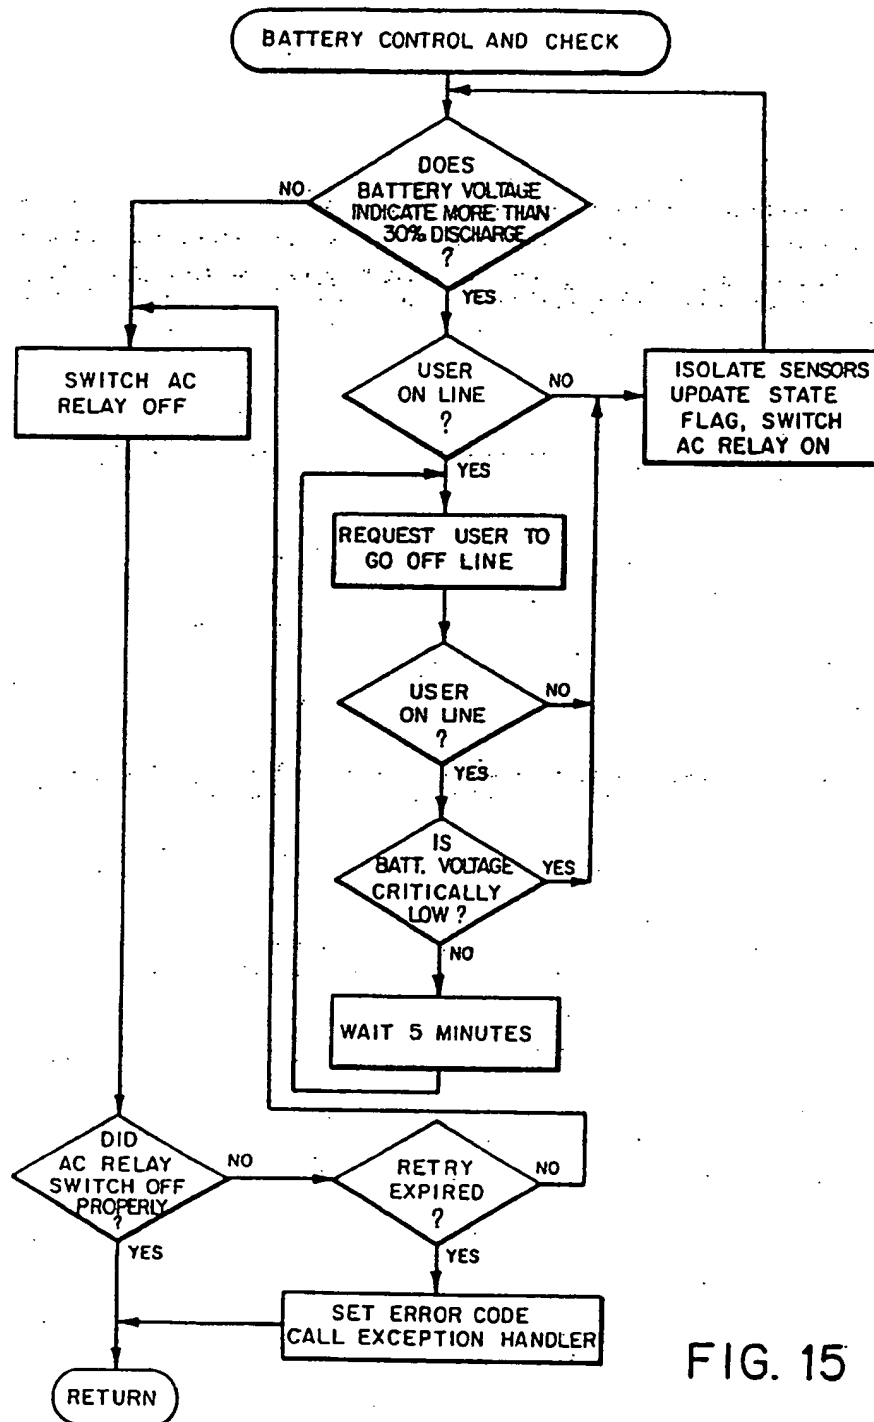 BATTERY CONTROL AND CHECK
DOES
BATTERY VOLTAGE
INDICATE MORE THAN
30% DISCHARGE
?
NO
YES
SWITCH AC
RELAY OFF
USER
ON LINE
?
NO
YES
ISOLATE SENSORS
UPDATE STATE
FLAG, SWITCH
AC RELAY ON
REQUEST USER TO
GO OFF LINE
USER
ON LINE
?
NO
YES
IS
BATT. VOLTAGE
CRITICALLY
LOW ?
YES
NO
WAIT 5 MINUTES
DID
AC RELAY
SWITCH OFF
PROPERLY
?
NO
YES
RETRY
EXPIRED
?
NO
YES
SET ERROR CODE
CALL EXCEPTION HANDLER
RETURN
FIG. 15